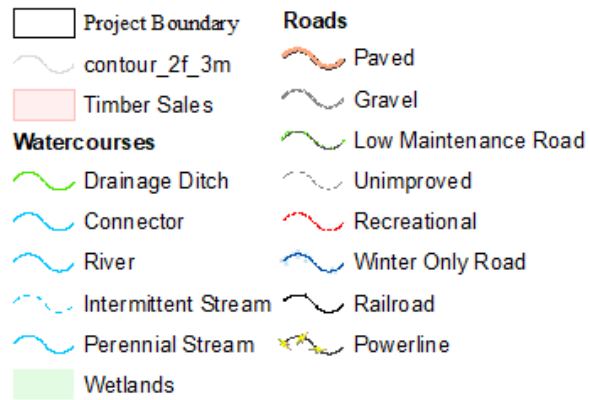 Project Boundary
contour_2f_3m
Timber Sales
Watercourses
Drainage Ditch
Connector
River
Intermittent Stream
Perennial Stream
Wetlands
Roads
Paved
Gravel
Low Maintenance Road
Unimproved
Recreational
Winter Only Road
Railroad
Powerline